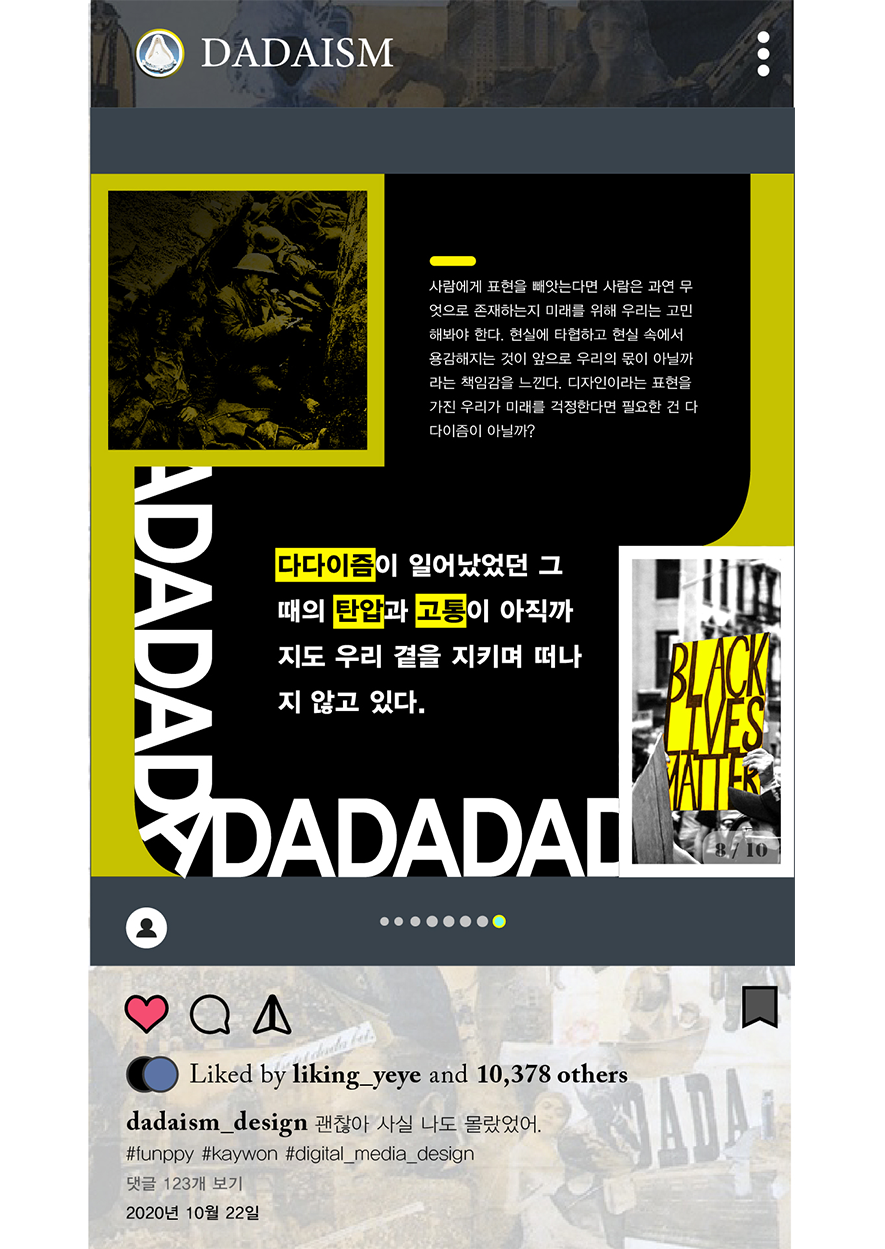 DADAISM
사람에게 표현을 빼앗는다면 사람은 과연 무
엇으로 존재하는지 미래를 위해 우리는 고민
해봐야 한다. 현실에 타협하고 현실 속에서
용감해지는 것이 앞으로 우리의 몫이 아닐까
라는 책임감을 느낀다. 디자인이라는 표현을
가진 우리가 미래를 걱정한다면 필요한 건 다
다이즘이 아닐까?
ADADADA
다다이즘이 일어났었던 그
때의 탄압과 고통이 아직까
지도 우리 곁을 지키며 떠나
지 않고 있다.
BLACK
LIVES
MATTER
8 / 10
DADADAD
Liked by liking_yeye and 10,378 others
dadaism_design 괜찮아 사실 나도 몰랐었어.
#funppy #kaywon #digital_media_design
댓글 123개 보기
2020년 10월 22일
DADA